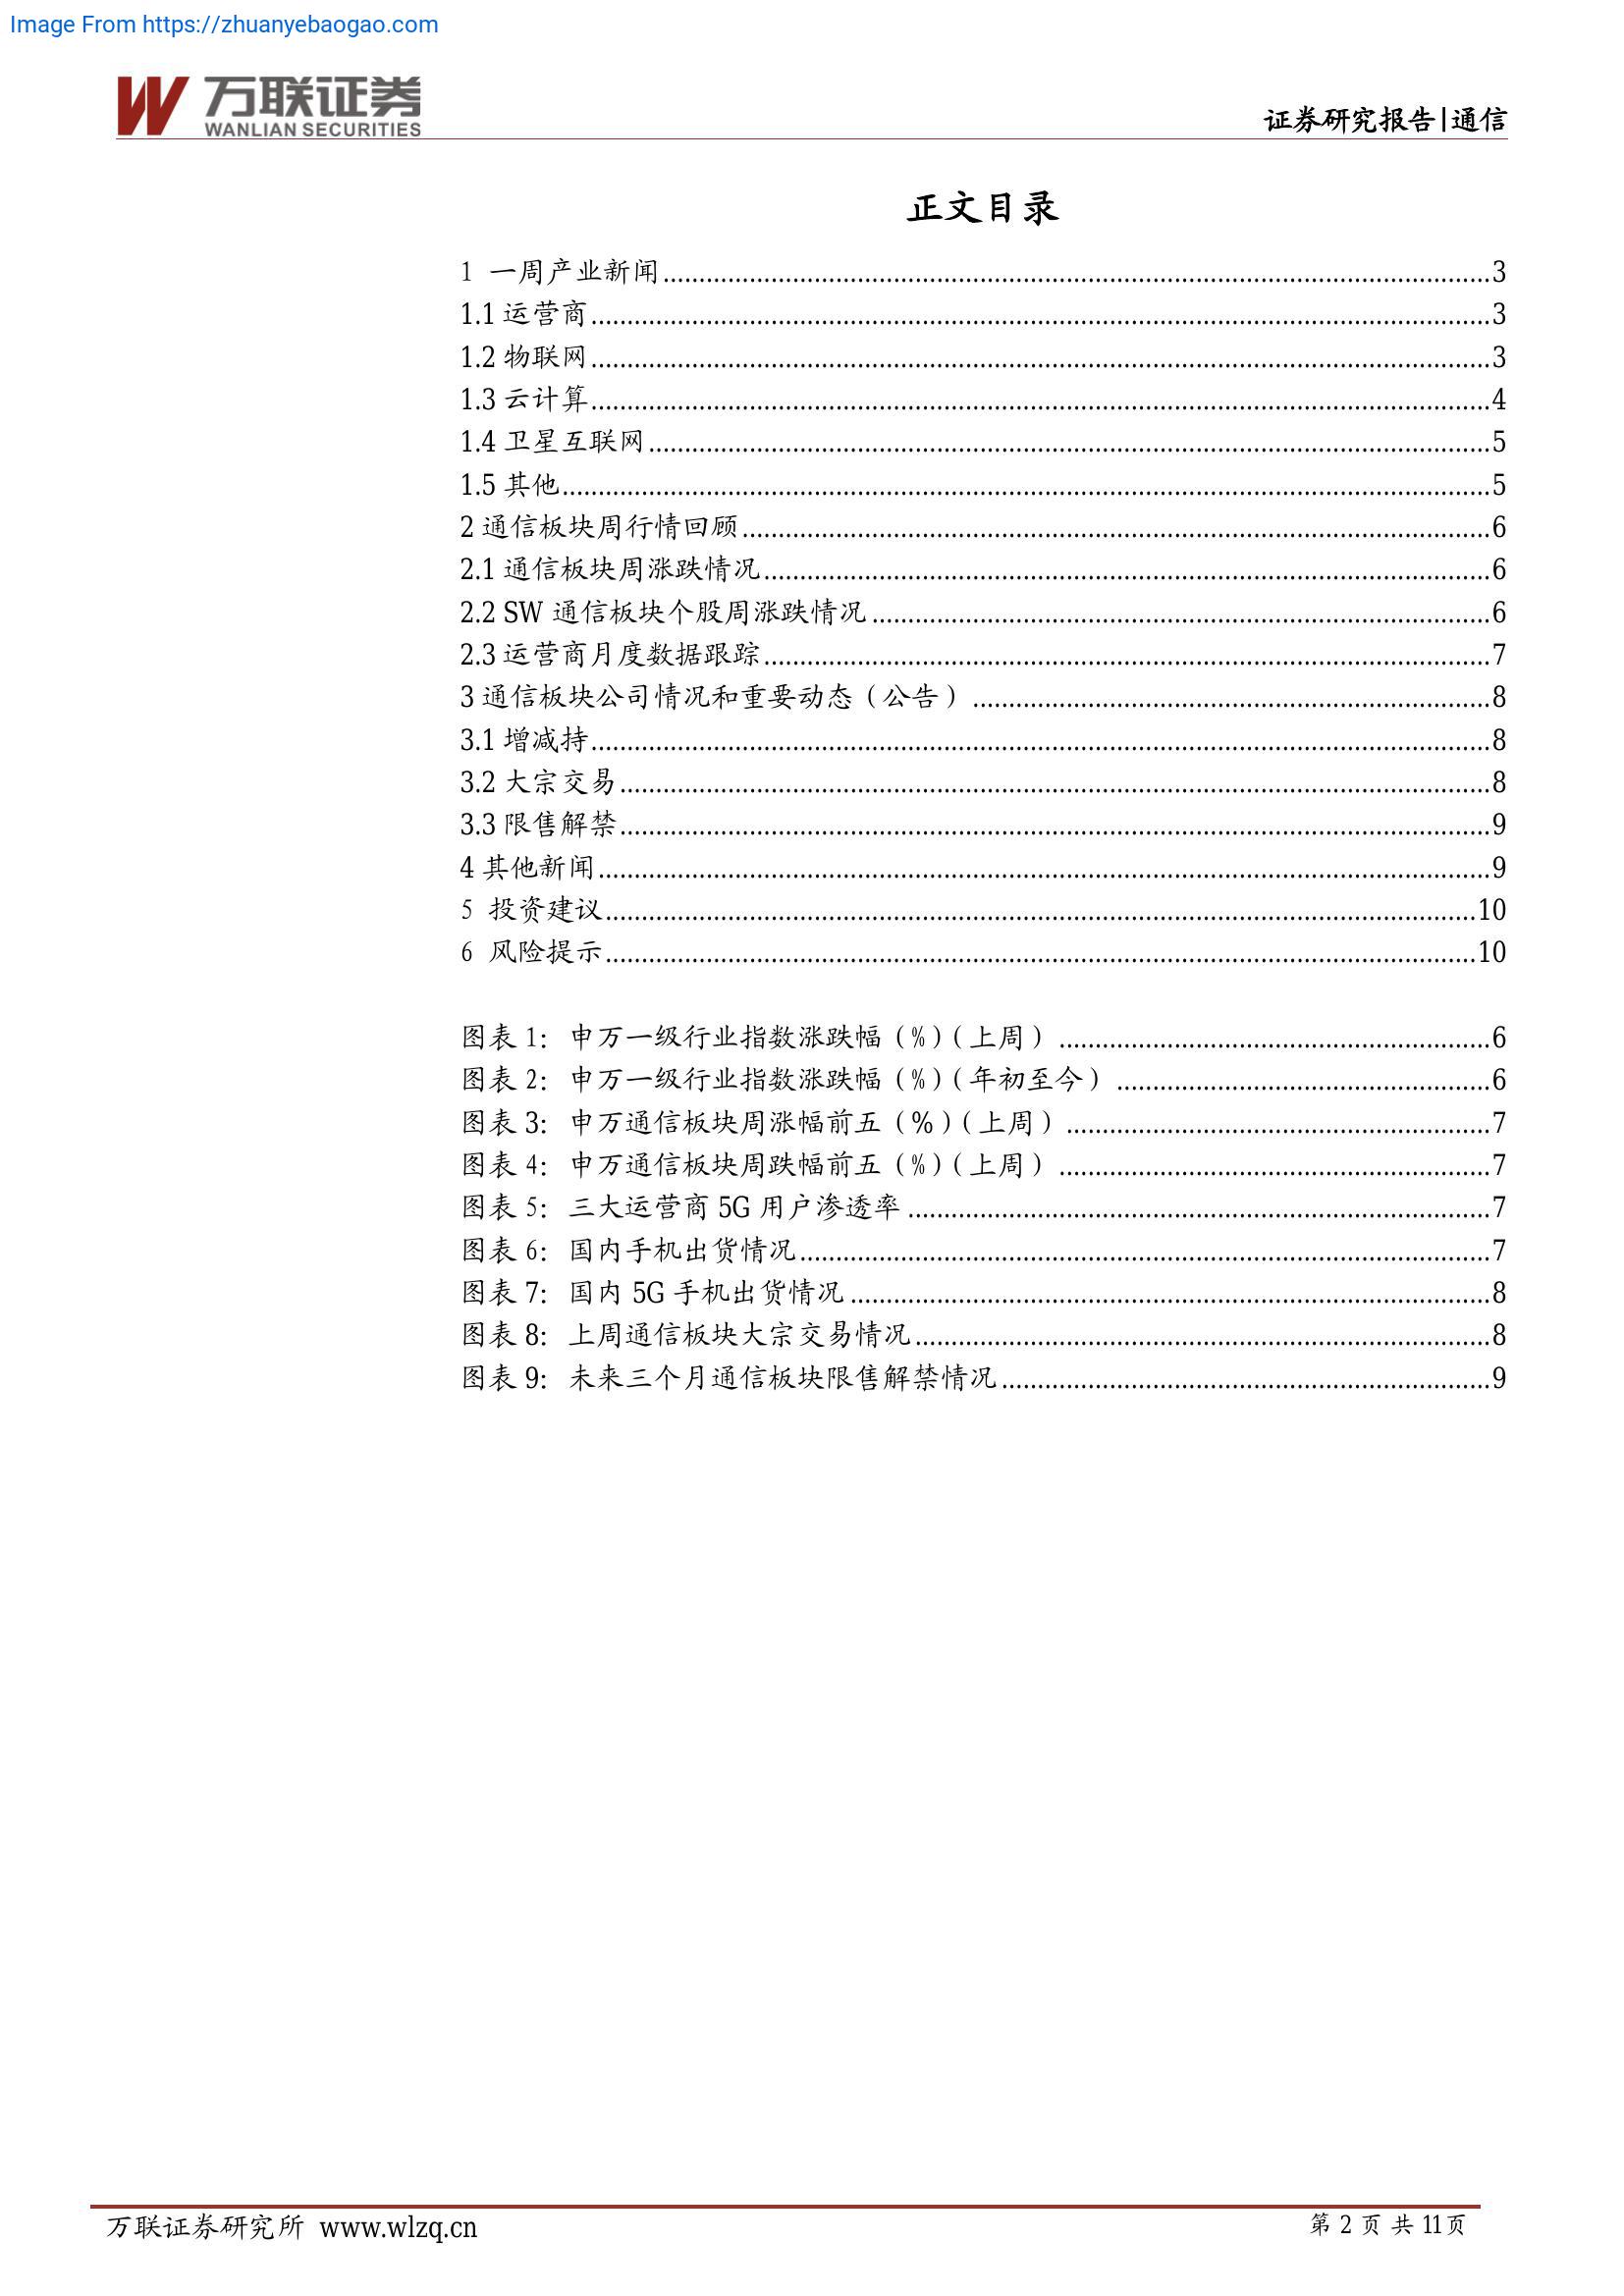 Image From https://zhuanyebaogao.com
万联证券
WANLIAN SECURITIES
证券研究报告|通信
正文目录
1 一周产业新闻........................................3
1.1 运营商........................................3
1.2 物联网........................................3
1.3 云计算........................................4
1.4 卫星互联网........................................5
1.5 其他........................................5
2 通信板块周行情回顾........................................6
2.1 通信板块周涨跌情况........................................6
2.2 SW 通信板块个股周涨跌情况........................................6
2.3 运营商月度数据跟踪........................................7
3 通信板块公司情况和重要动态（公告）........................................8
3.1 增减持........................................8
3.2 大宗交易........................................8
3.3 限售解禁........................................9
4 其他新闻........................................9
5 投资建议........................................10
6 风险提示........................................10
图表 1: 申万一级行业指数涨跌幅（%）（上周）........................................6
图表 2: 申万一级行业指数涨跌幅（%）（年初至今）........................................6
图表 3: 申万通信板块周涨幅前五（%）（上周）........................................7
图表 4: 申万通信板块周跌幅前五（%）（上周）........................................7
图表 5: 三大运营商 5G 用户渗透率........................................7
图表 6: 国内手机出货情况........................................7
图表 7: 国内 5G 手机出货情况........................................8
图表 8: 上周通信板块大宗交易情况........................................8
图表 9: 未来三个月通信板块限售解禁情况........................................9
万联证券研究所 www.wlzq.cn
第 2 页 共 11 页